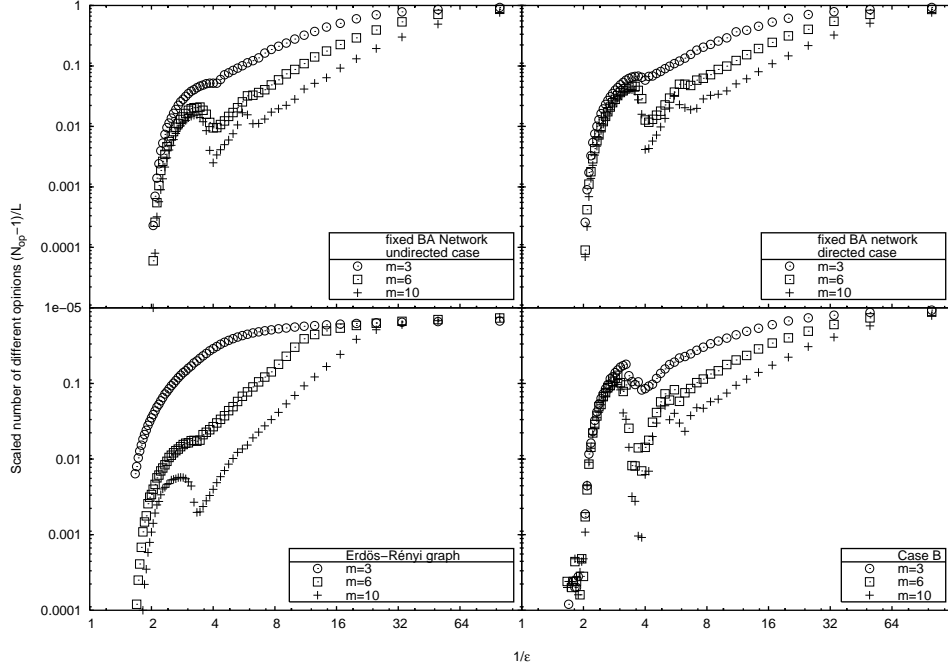 Scaled number of different opinions (Nop−1)/L
1
0.1
0.01
0.001
0.0001
1e−05
fixed BA Network
undirected case
m=3
m=6
m=10
fixed BA network
directed case
m=3
m=6
m=10
0.1
0.01
0.001
0.0001
Erdös−Rényi graph
m=3
m=6
m=10
Case B
m=3
m=6
m=10
1 2 4 8 16 32 64
1 2 4 8 16 32 64
1/ε